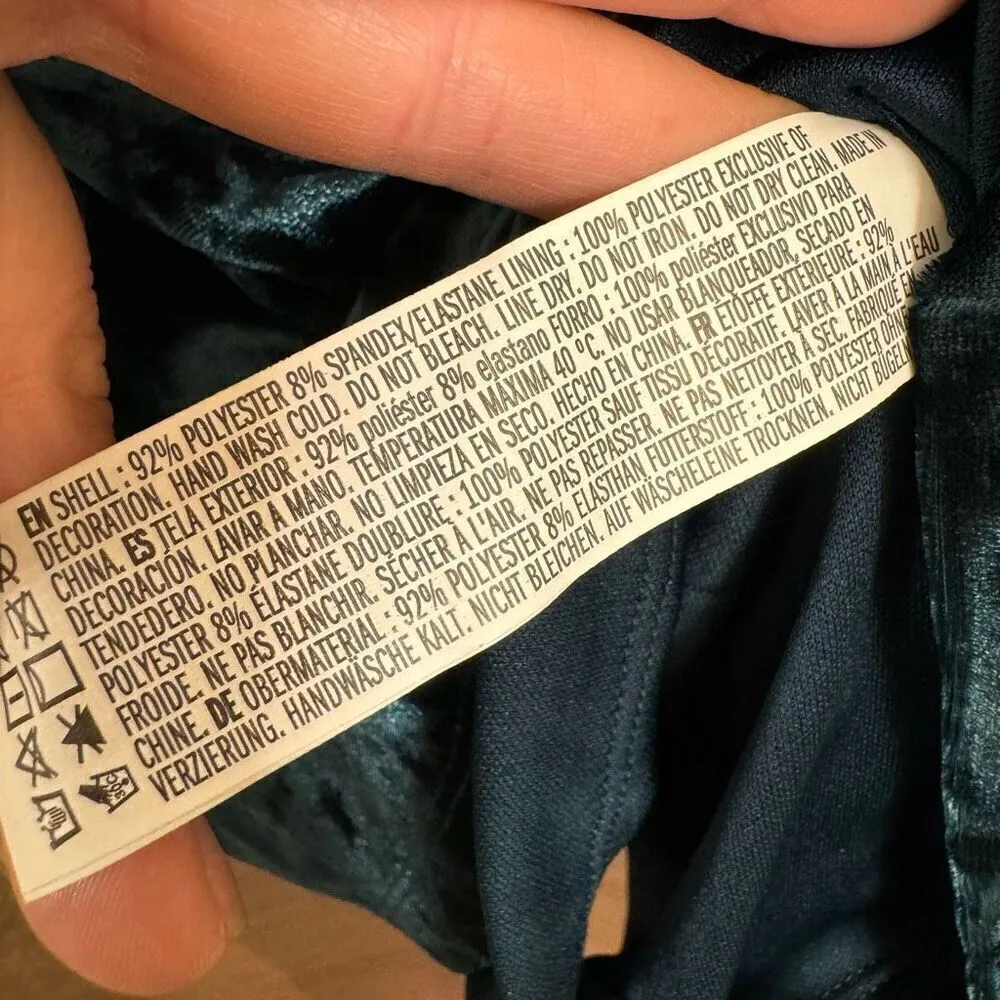 EN SHELL : 92% POLYESTER 8% SPANDEX/ELASTANE LINING : 100% POLYESTER EXCLUSIVE OF
DECORATION. HAND WASH COLD. DO NOT BLEACH. LINE DRY. DO NOT IRON. DO NOT DRY CLEAN. MADE IN
CHINA. ES TELA EXTERIOR : 92% poliéster 8% elastano FORRO : 100% poliéster EXCLUSIVO PARA
DECORACIÓN. LAVAR A MANO. TEMPERATURA MÁXIMA 40 °C. NO USAR BLANQUEADOR, SECADO EN
TENDEDERO. NO PLANCHAR. NO LIMPIEZA EN SECO. HECHO EN CHINA. FR ETOFFE EXTÉRIEURE : 92%
POLYESTER 8% ÉLASTANE DOUBLURE : 100% POLYESTER SAUF TISSU DÉCORATIF. LAVER À LA MAIN À L'EAU
FROIDE. NE PAS BLANCHIR. SÉCHER À L'AIR. NE PAS REPASSER. NE PAS NETTOYER À SEC. FABRIQUÉ EN
CHINE. DE OBERMATERIAL : 92% POLYESTER 8% ELASTHAN FUTTERSTOFF : 100% POLYESTER OHNE
VERZIERUNG. HANDWÄSCHE KALT. NICHT BLEICHEN. AUF WÄSCHELEINE TROCKNEN. NICHT BÜGELN